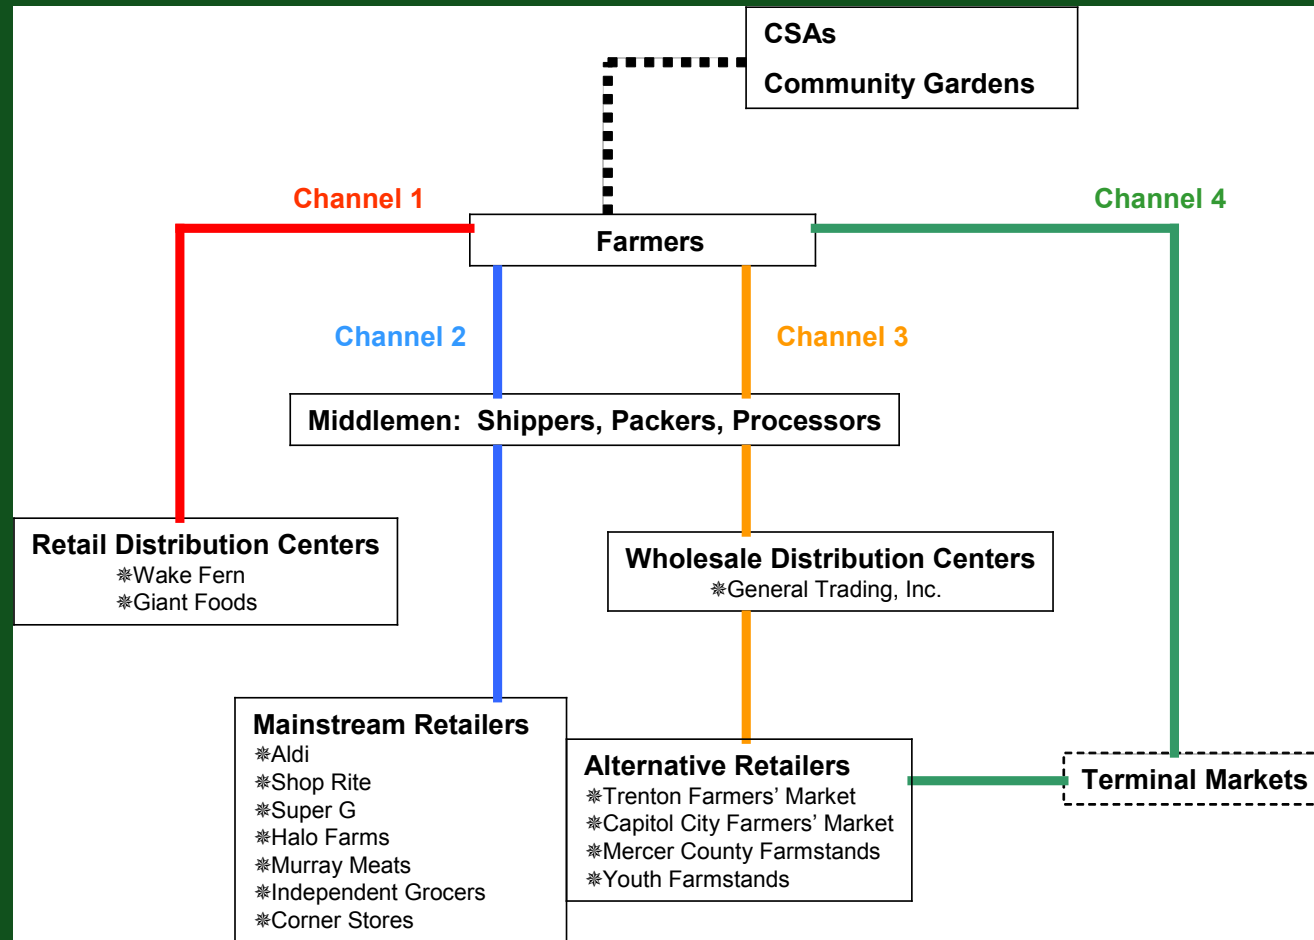 CSAs
Community Gardens
Channel 1
Channel 4
Farmers
Channel 2
Channel 3
Middlemen:  Shippers, Packers, Processors
Retail Distribution Centers
✵Wake Fern
✵Giant Foods
Wholesale Distribution Centers
✵General Trading, Inc.
Mainstream Retailers
✵Aldi
✵Shop Rite
✵Super G
✵Halo Farms
✵Murray Meats
✵Independent Grocers
✵Corner Stores
Alternative Retailers
✵Trenton Farmers’ Market
✵Capitol City Farmers’ Market
✵Mercer County Farmstands
✵Youth Farmstands
Terminal Markets